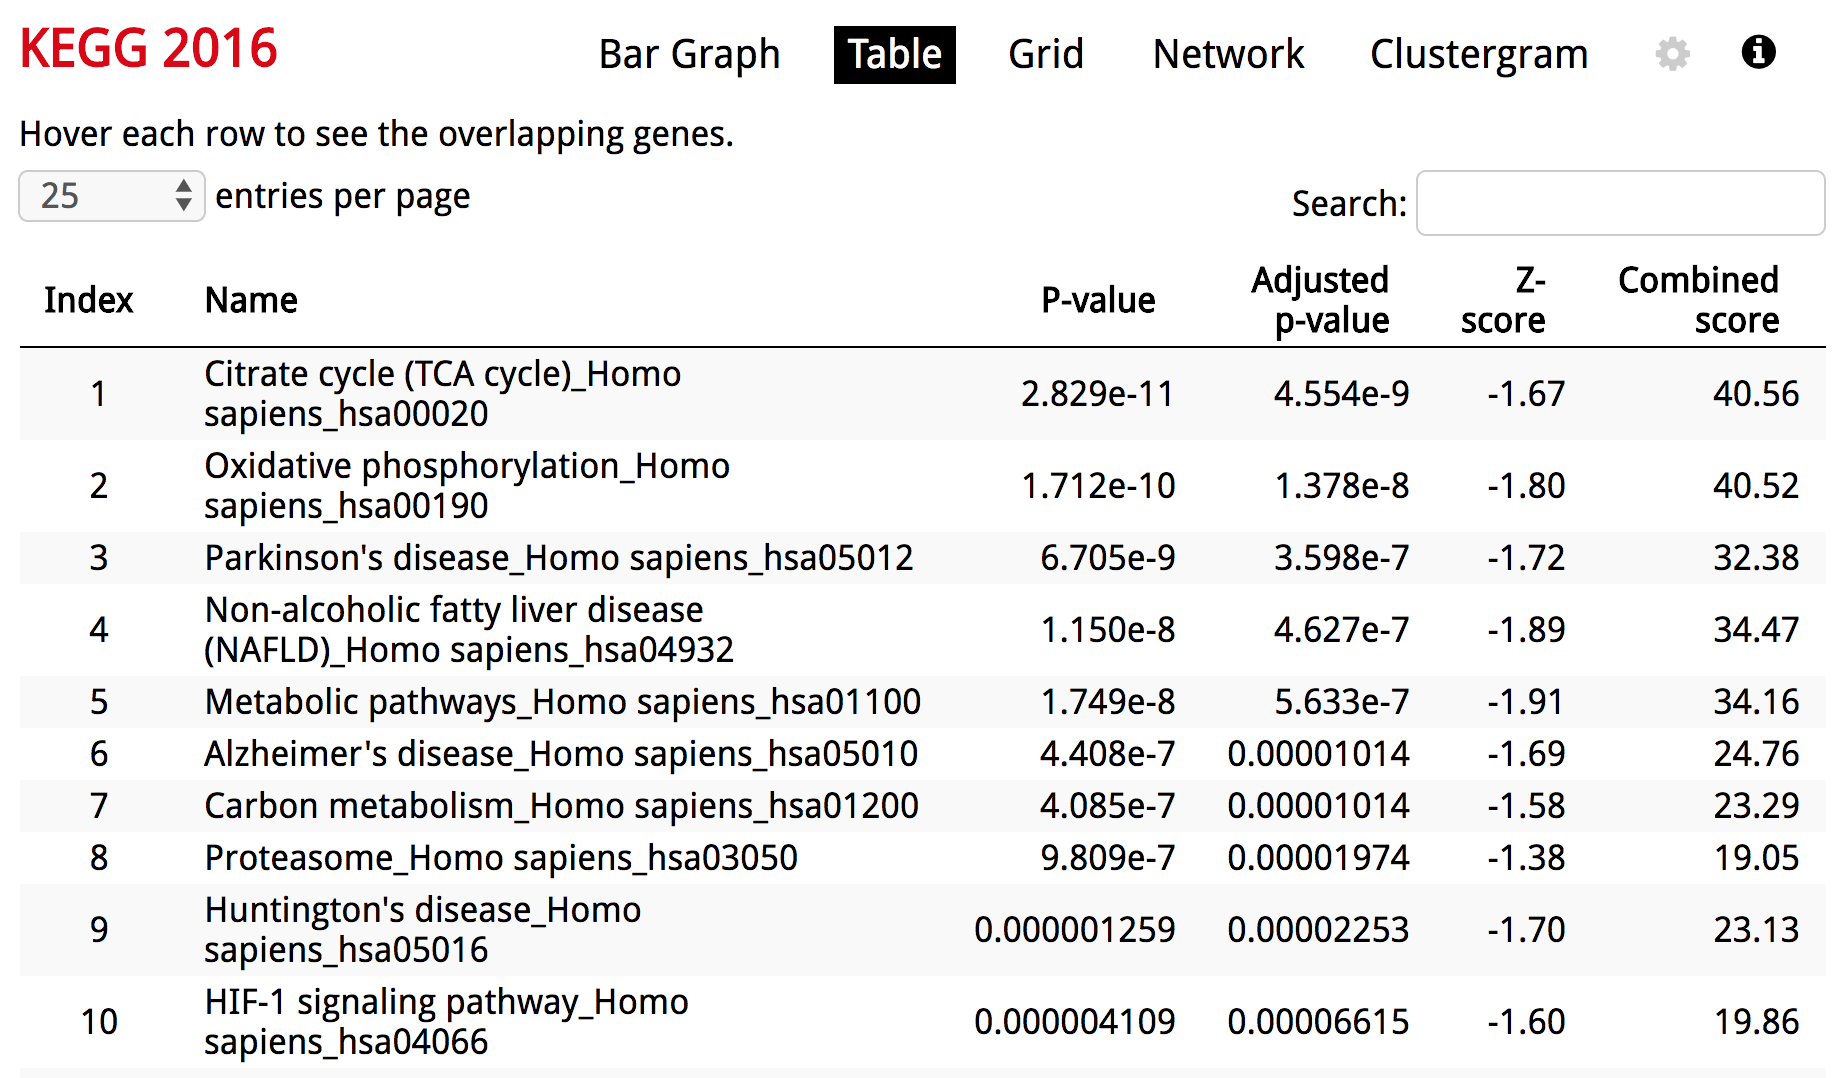 KEGG 2016
Bar Graph Table Grid Network Clustergram
Hover each row to see the overlapping genes.
25 entries per page
Search:
Index Name P-value Adjusted p-value Z-score Combined score
1 Citrate cycle (TCA cycle)_Homo sapiens_hsa00020 2.829e-11 4.554e-9 -1.67 40.56
2 Oxidative phosphorylation_Homo sapiens_hsa00190 1.712e-10 1.378e-8 -1.80 40.52
3 Parkinson's disease_Homo sapiens_hsa05012 6.705e-9 3.598e-7 -1.72 32.38
4 Non-alcoholic fatty liver disease (NAFLD)_Homo sapiens_hsa04932 1.150e-8 4.627e-7 -1.89 34.47
5 Metabolic pathways_Homo sapiens_hsa01100 1.749e-8 5.633e-7 -1.91 34.16
6 Alzheimer's disease_Homo sapiens_hsa05010 4.408e-7 0.00001014 -1.69 24.76
7 Carbon metabolism_Homo sapiens_hsa01200 4.085e-7 0.00001014 -1.58 23.29
8 Proteasome_Homo sapiens_hsa03050 9.809e-7 0.00001974 -1.38 19.05
9 Huntington's disease_Homo sapiens_hsa05016 0.000001259 0.00002253 -1.70 23.13
10 HIF-1 signaling pathway_Homo sapiens_hsa04066 0.000004109 0.00006615 -1.60 19.86